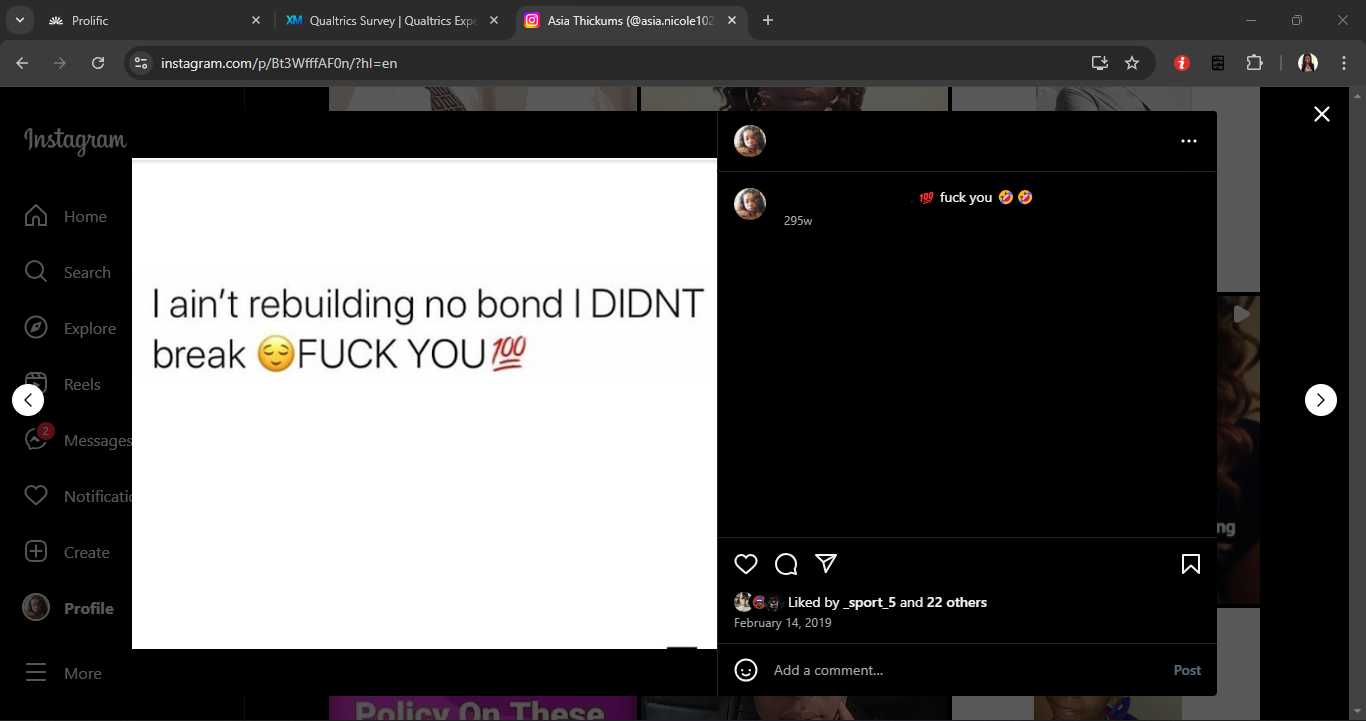 Prolific
Qualtrics Survey | Qualtrics Expe
Asia Thickums (@asia.nicole102
instagram.com/p/Bt3WfffAF0n/?hl=en
Instagram
Home
Search
Explore
Reels
2
Messages
Notificatio
Create
Profile
More
I ain't rebuilding no bond I DIDNT
break 😌FUCK YOU💯
💯 fuck you 🤣 🤣
295w
Liked by _sport_5 and 22 others
February 14, 2019
Add a comment...
Post
ng
Policy On These